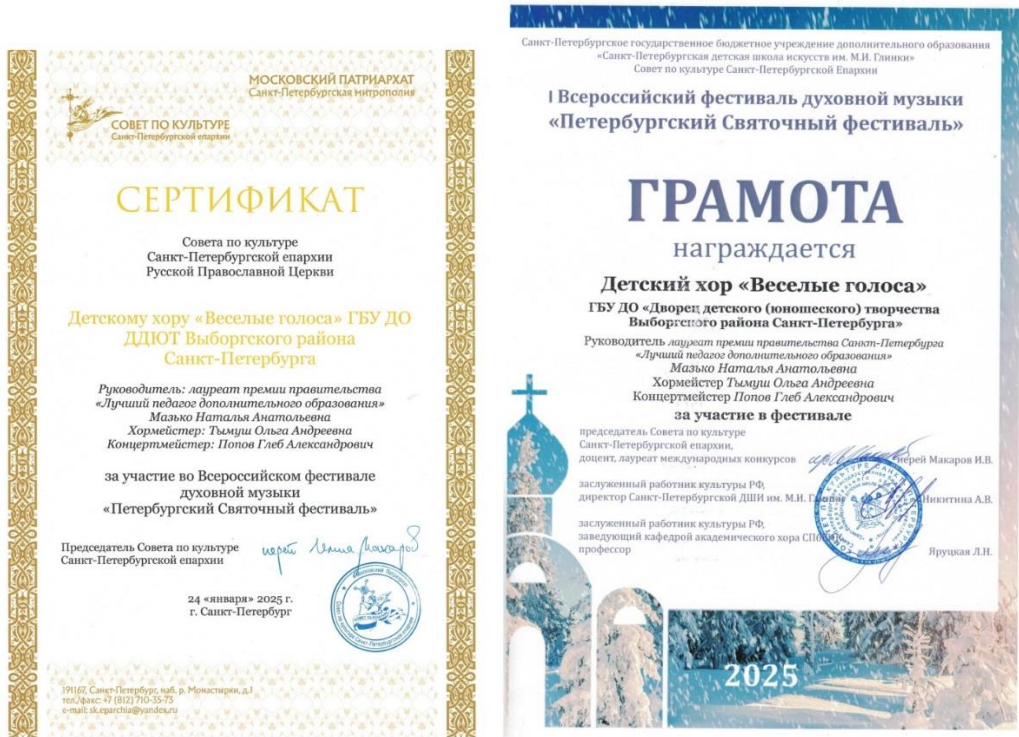 МОСКОВСКИЙ ПАТРИАРХАТ
Санкт-Петербургская митрополия
СОВЕТ ПО КУЛЬТУРЕ
Санкт-Петербургской епархии
СЕРТИФИКАТ
Совета по культуре
Санкт-Петербургской епархии
Русской Православной Церкви
Детскому хору «Веселые голоса» ГБУ ДО
ДДЮТ Выборгского района
Санкт-Петербурга
Руководитель: лауреат премии правительства
«Лучший педагог дополнительного образования»
Мазько Наталья Анатольевна
Хормейстер: Тымуш Ольга Андреевна
Концертмейстер: Попов Глеб Александрович
за участие во Всероссийском фестивале
духовной музыки
«Петербургский Святочный фестиваль»
Председатель Совета по культуре
Санкт-Петербургской епархии
иерей Илия Макаров
24 «января» 2025 г.
г. Санкт-Петербург
191167, Санкт-Петербург, наб. р. Монастырки, д.1
тел./факс: +7 (812) 710-35-73
e-mail: sk.eparchia@yandex.ru
Санкт-Петербургское государственное бюджетное учреждение дополнительного образования
«Санкт-Петербургская детская школа искусств им. М.И. Глинки»
Совет по культуре Санкт-Петербургской Епархии
I Всероссийский фестиваль духовной музыки
«Петербургский Святочный фестиваль»
ГРАМОТА
награждается
Детский хор «Веселые голоса»
ГБУ ДО «Дворец детского (юношеского) творчества
Выборгского района Санкт-Петербурга»
Руководитель лауреат премии правительства Санкт-Петербурга
«Лучший педагог дополнительного образования»
Мазько Наталья Анатольевна
Хормейстер Тымуш Ольга Андреевна
Концертмейстер Попов Глеб Александрович
за участие в фестивале
председатель Совета по культуре
Санкт-Петербургской епархии,
доцент, лауреат международных конкурсов иерей Макаров И.В.
заслуженный работник культуры РФ,
директор Санкт-Петербургской ДШИ им. М.И. Никитина А.В.
заслуженный работник культуры РФ,
заведующий кафедрой академического хора
профессор Яруцкая Л.Н.
2025